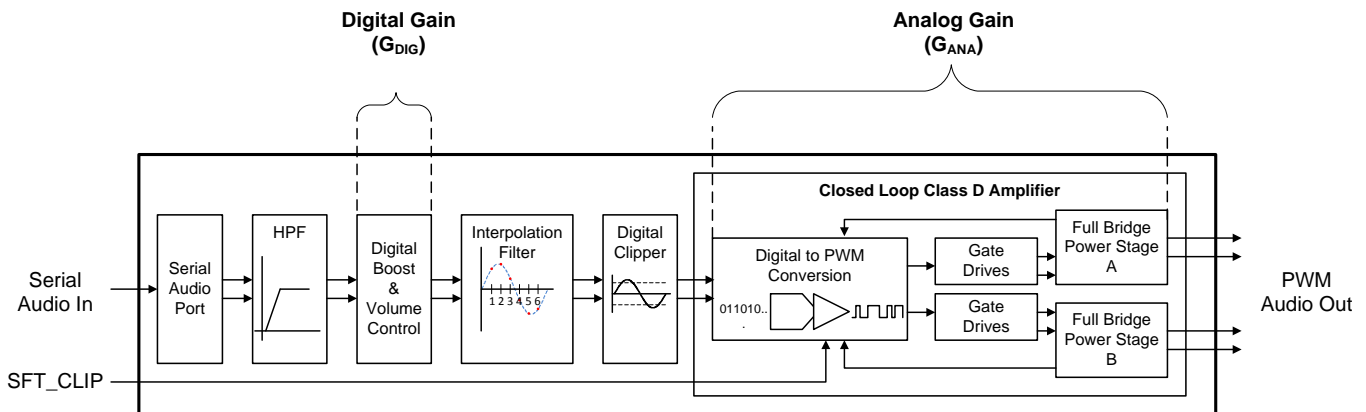 Digital Gain
(GDIG)
Analog Gain
(GANA)
Closed Loop Class D Amplifier
Serial
Audio In
Serial
Audio
Port
HPF
Digital
Boost
&
Volume
Control
Interpolation
Filter
1 2 3 4 5 6
Digital
Clipper
Digital to PWM
Conversion
011010..
.
Gate
Drives
Full Bridge
Power Stage
A
Gate
Drives
Full Bridge
Power Stage
B
PWM
Audio Out
SFT_CLIP